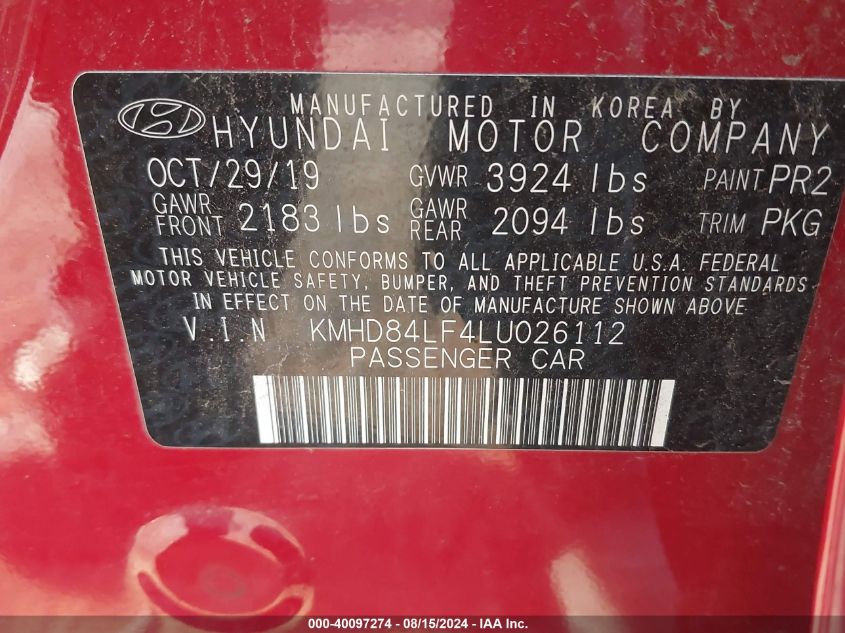 MANUFACTURED IN KOREA BY
HYUNDAI MOTOR COMPANY
OCT/29/19 GVWR 3924 lbs PAINT PR2
GAWR FRONT 2183 lbs GAWR REAR 2094 lbs TRIM PKG
THIS VEHICLE CONFORMS TO ALL APPLICABLE U.S.A. FEDERAL
MOTOR VEHICLE SAFETY, BUMPER, AND THEFT PREVENTION STANDARDS
IN EFFECT ON THE DATE OF MANUFACTURE SHOWN ABOVE
V.I.N KMHD84LF4LU026112
PASSENGER CAR
000-40097274 - 08/15/2024 - IAA Inc.